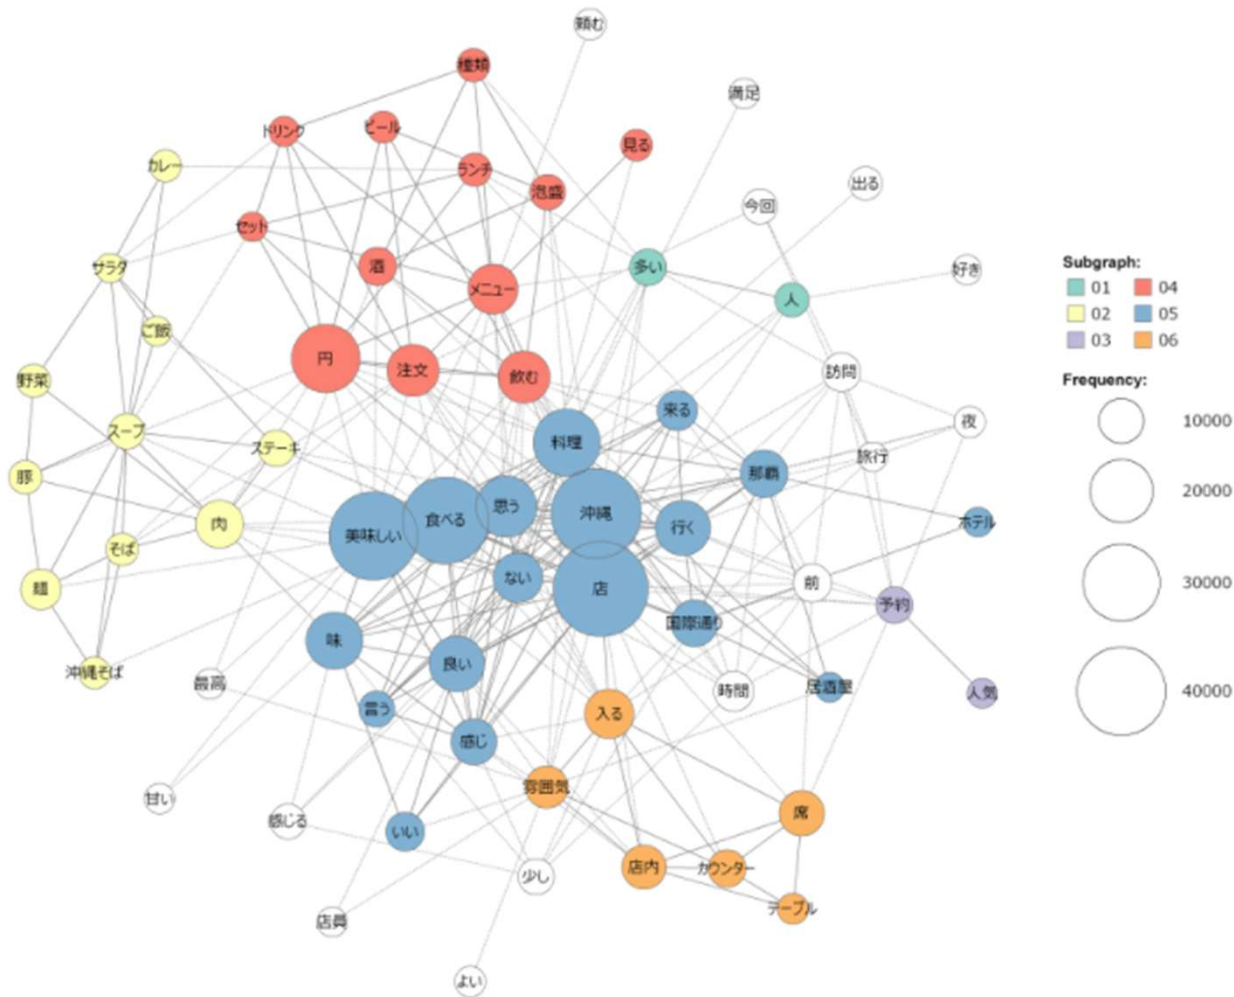 頼む
種類
満足
ドリンク
ビール
見る
カレー
ランチ
泡盛
出る
今回
セット
サラダ
酒
多い
好き
メニュー
人
ご飯
円
注文
飲む
訪問
野菜
来る
夜
スープ
料理
ステーキ
旅行
豚
那覇
肉
美味しい
食べる
思う
沖縄
行く
ホテル
そば
ない
店
前
麺
予約
味
国際通り
沖縄そば
最高
良い
時間
居酒屋
人気
言う
入る
感じ
雰囲気
甘い
感じる
いい
席
店内
カウンター
少し
テーブル
店員
よい
Subgraph:
01 04
02 05
03 06
Frequency:
10000
20000
30000
40000